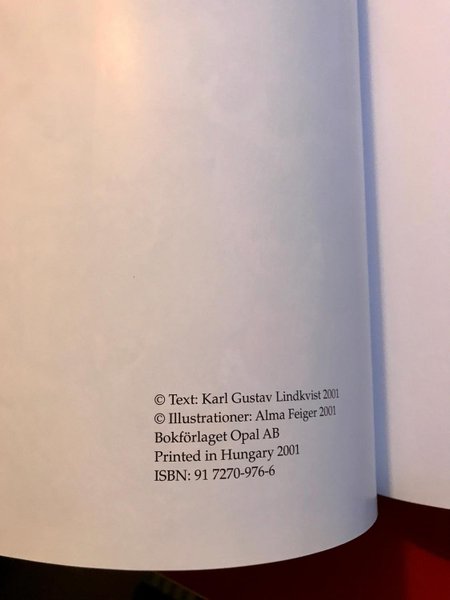 © Text: Karl Gustav Lindkvist 2001
© Illustrationer: Alma Feiger 2001
Bokförlaget Opal AB
Printed in Hungary 2001
ISBN: 91 7270-976-6